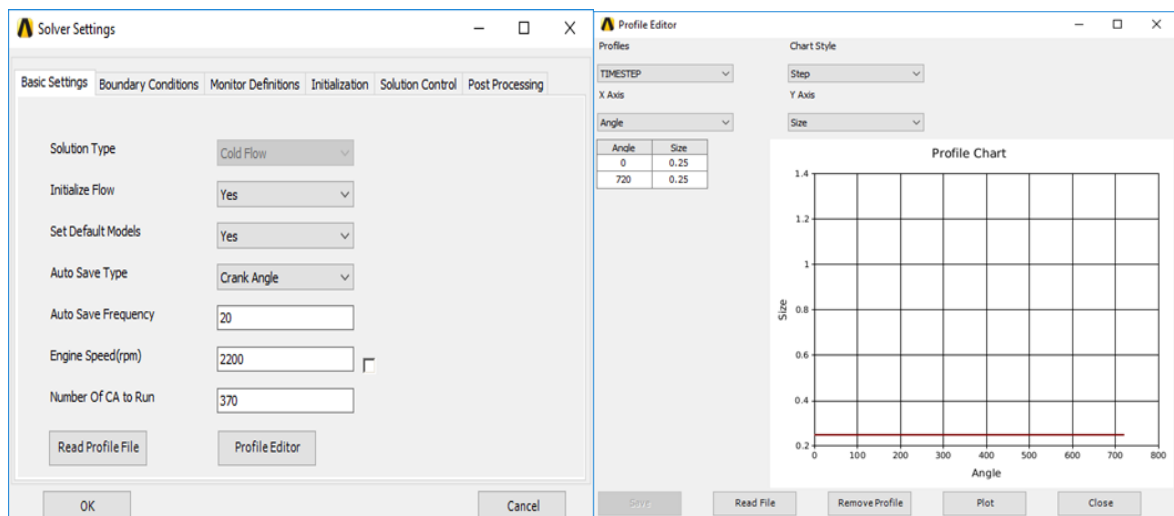 Solver Settings
Basic Settings Boundary Conditions Monitor Definitions Initialization Solution Control Post Processing
Solution Type Cold Flow
Initialize Flow Yes
Set Default Models Yes
Auto Save Type Crank Angle
Auto Save Frequency 20
Engine Speed(rpm) 2200
Number Of CA to Run 370
Read Profile File Profile Editor
OK Cancel
Profile Editor
Profiles Chart Style
TIMESTEP Step
X Axis Y Axis
Angle Size
Angle Size
0 0.25
720 0.25
Profile Chart
1.4
1.2
1
0.8
0.6
0.4
0.2
Size
0 100 200 300 400 500 600 700 800
Angle
Save Read File Remove Profile Plot Close